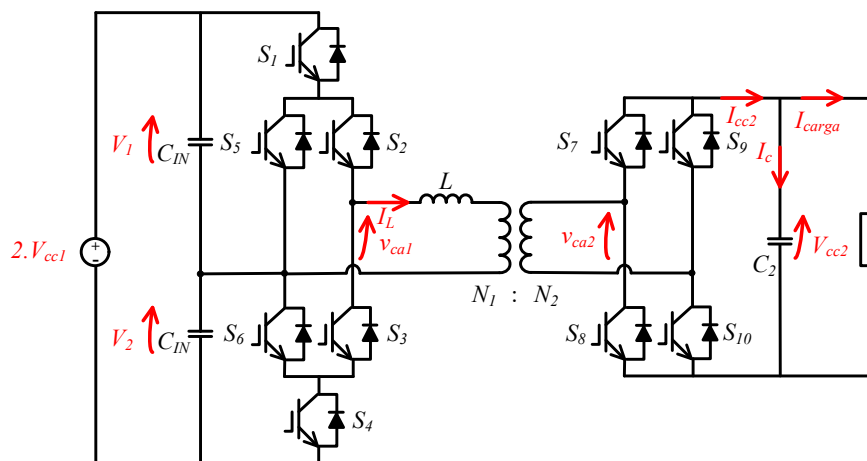 S1
S5
S2
S7
S9
Icc2
Icarga
V1
CIN
L
Ic
IL
vca1
vca2
2.Vcc1
+
-
C2
Vcc2
N1 : N2
V2
CIN
S6
S3
S8
S10
S4